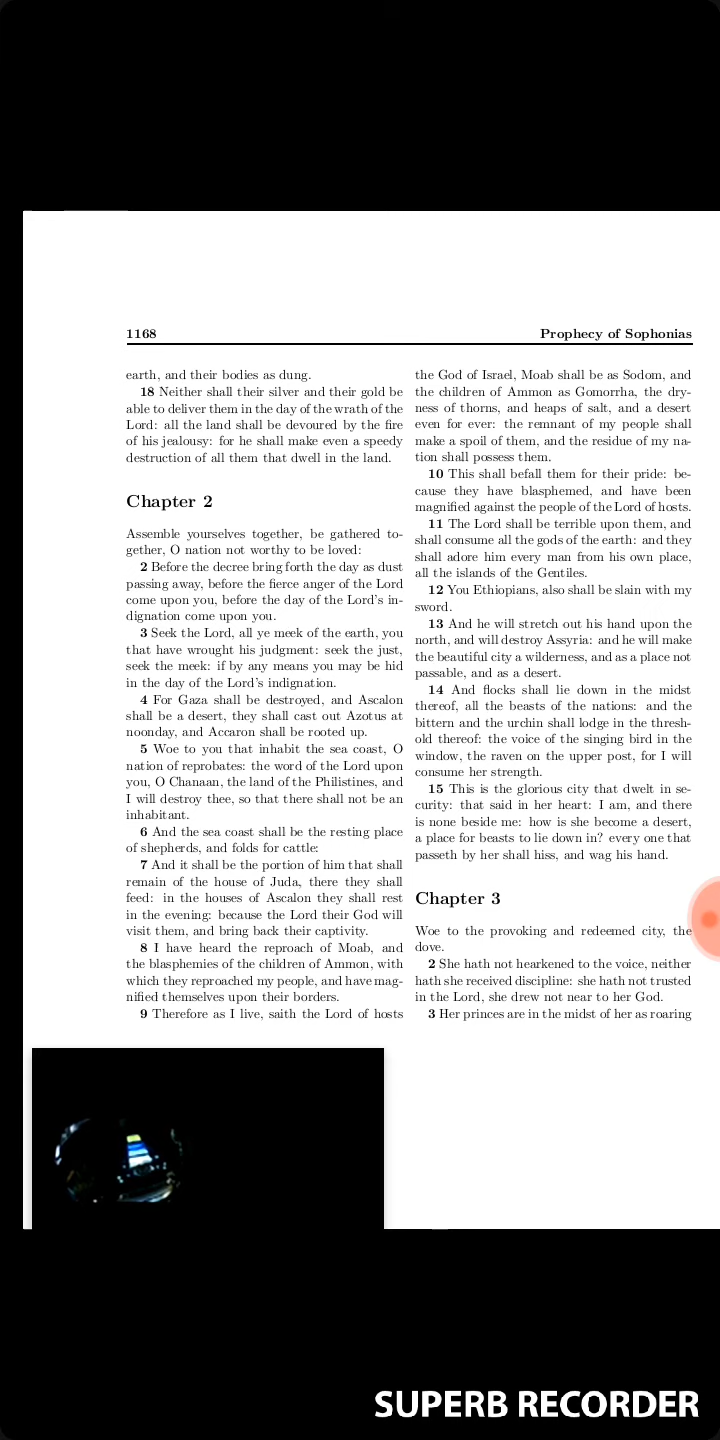 1168
Prophecy of Sophonias
earth, and their bodies as dung.
18 Neither shall their silver and their gold be
able to deliver them in the day of the wrath of the
Lord: all the land shall be devoured by the fire
of his jealousy: for he shall make even a speedy
destruction of all them that dwell in the land.
Chapter 2
Assemble yourselves together, be gathered to-
gether, O nation not worthy to be loved:
2 Before the decree bring forth the day as dust
passing away, before the fierce anger of the Lord
come upon you, before the day of the Lord's in-
dignation come upon you.
3 Seek the Lord, all ye meek of the earth, you
that have wrought his judgment: seek the just,
seek the meek: if by any means you may be hid
in the day of the Lord's indignation.
4 For Gaza shall be destroyed, and Ascalon
shall be a desert, they shall cast out Azotus at
noonday, and Accaron shall be rooted up.
5 Woe to you that inhabit the sea coast, O
nation of reprobates: the word of the Lord upon
you, O Chanaan, the land of the Philistines, and
I will destroy thee, so that there shall not be an
inhabitant.
6 And the sea coast shall be the resting place
of shepherds, and folds for cattle:
7 And it shall be the portion of him that shall
remain of the house of Juda, there they shall
feed: in the houses of Ascalon they shall rest
in the evening: because the Lord their God will
visit them, and bring back their captivity.
8 I have heard the reproach of Moab, and
the blasphemies of the children of Ammon, with
which they reproached my people, and have mag-
nified themselves upon their borders.
9 Therefore as I live, saith the Lord of hosts
the God of Israel, Moab shall be as Sodom, and
the children of Ammon as Gomorrha, the dry-
ness of thorns, and heaps of salt, and a desert
even for ever: the remnant of my people shall
make a spoil of them, and the residue of my na-
tion shall possess them.
10 This shall befall them for their pride: be-
cause they have blasphemed, and have been
magnified against the people of the Lord of hosts.
11 The Lord shall be terrible upon them, and
shall consume all the gods of the earth: and they
shall adore him every man from his own place,
all the islands of the Gentiles.
12 You Ethiopians, also shall be slain with my
sword.
13 And he will stretch out his hand upon the
north, and will destroy Assyria: and he will make
the beautiful city a wilderness, and as a place not
passable, and as a desert.
14 And flocks shall lie down in the midst
thereof, all the beasts of the nations: and the
bittern and the urchin shall lodge in the thresh-
old thereof: the voice of the singing bird in the
window, the raven on the upper post, for I will
consume her strength.
15 This is the glorious city that dwelt in se-
curity: that said in her heart: I am, and there
is none beside me: how is she become a desert,
a place for beasts to lie down in? every one that
passeth by her shall hiss, and wag his hand.
Chapter 3
Woe to the provoking and redeemed city, the
dove.
2 She hath not hearkened to the voice, neither
hath she received discipline: she hath not trusted
in the Lord, she drew not near to her God.
3 Her princes are in the midst of her as roaring
SUPERB RECORDER